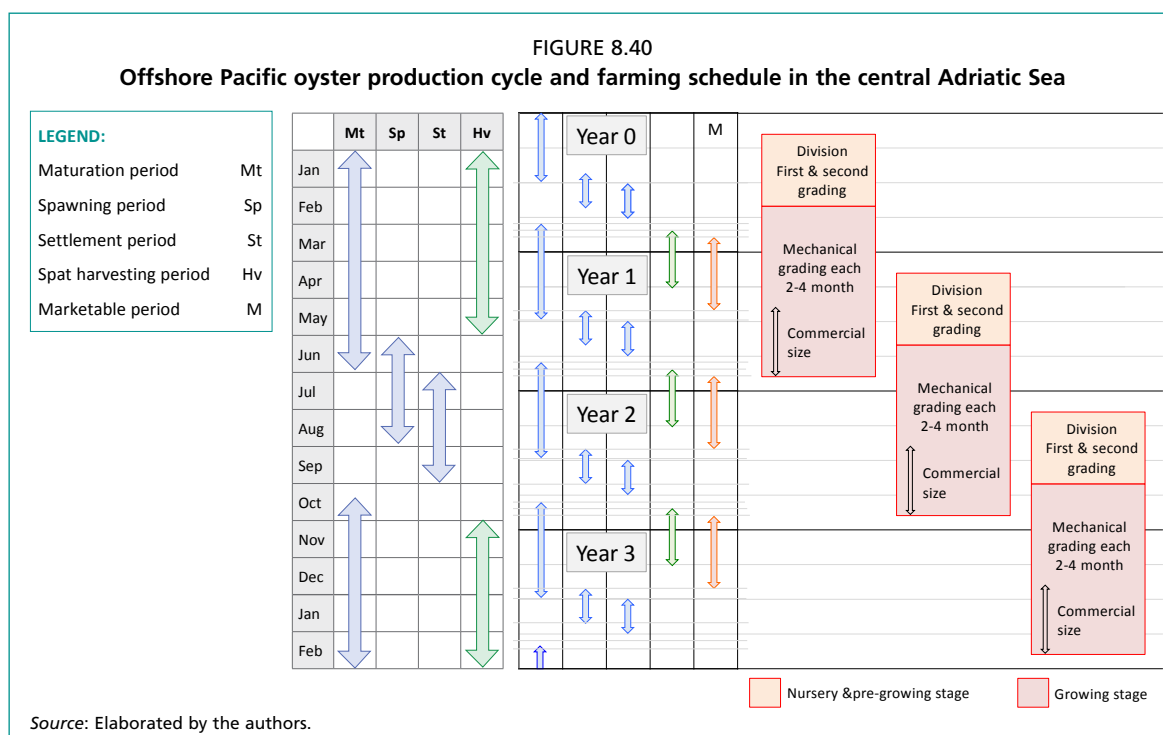 FIGURE 8.40
Offshore Pacific oyster production cycle and farming schedule in the central Adriatic Sea
LEGEND:
Maturation period Mt
Spawning period Sp
Settlement period St
Spat harvesting period Hv
Marketable period M
Mt Sp St Hv
Jan
Feb
Mar
Apr
May
Jun
Jul
Aug
Sep
Oct
Nov
Dec
Jan
Feb
M
Year 0
Year 1
Year 2
Year 3
Division
First & second
grading
Mechanical
grading each
2-4 month
Commercial
size
Division
First & second
grading
Mechanical
grading each
2-4 month
Commercial
size
Division
First & second
grading
Mechanical
grading each
2-4 month
Commercial
size
Nursery &pre-growing stage
Growing stage
Source: Elaborated by the authors.